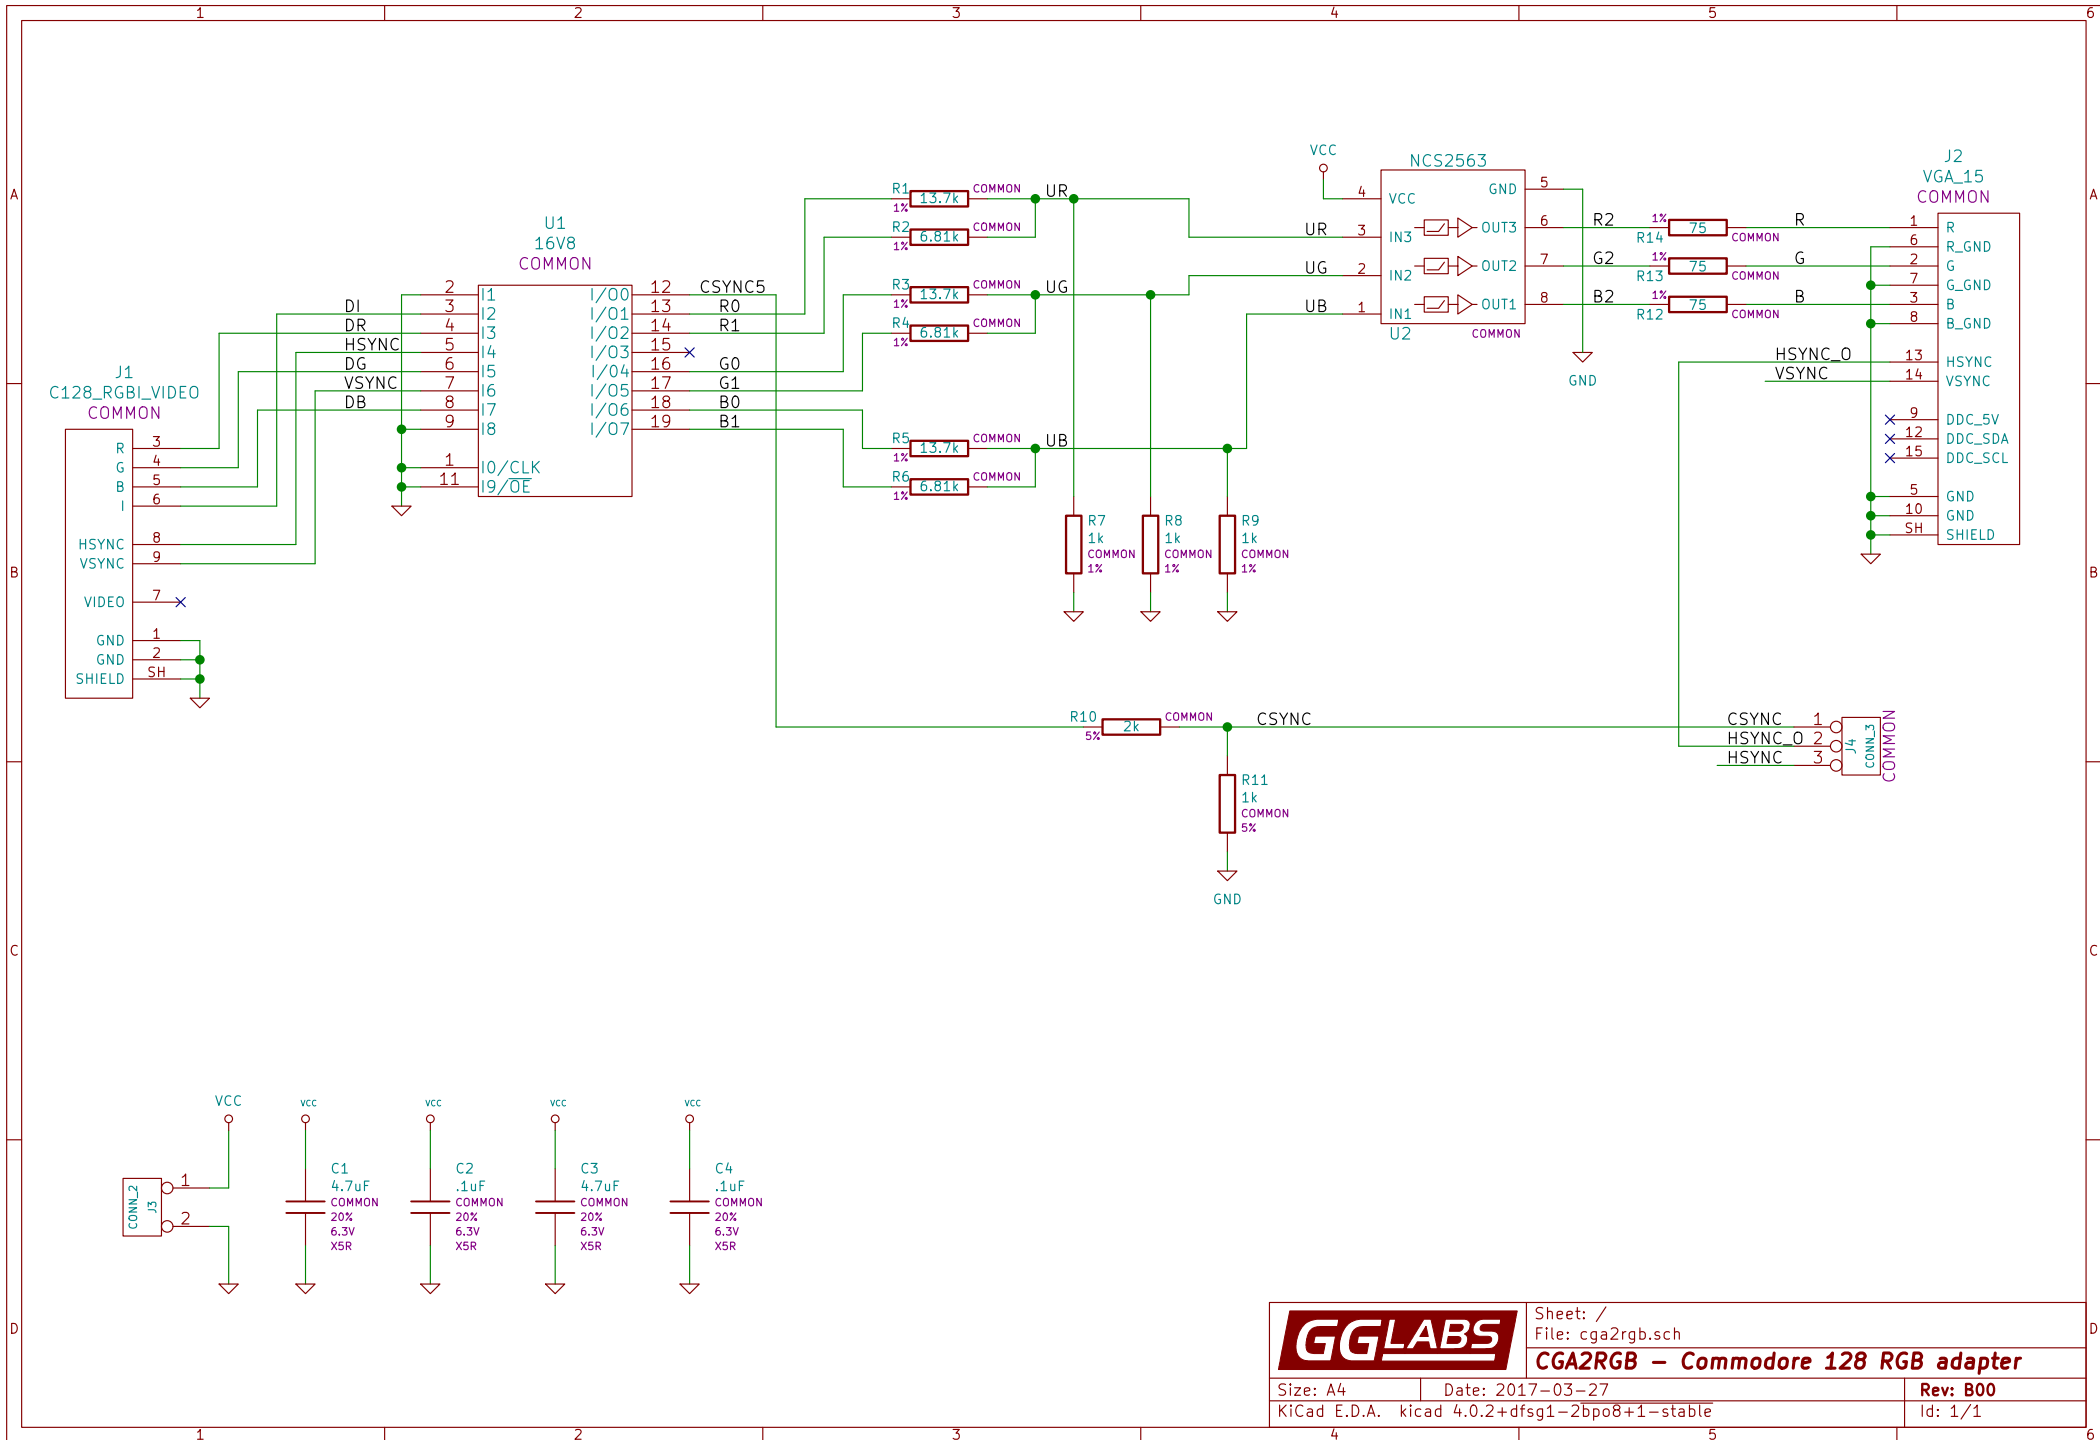 1 2 3 4 5 6
A
B
C
D
A
B
C
D
1 2 3 4 5 6
J1
C128_RGBI_VIDEO
COMMON
R 3
G 4
B 5
I 6
HSYNC 8
VSYNC 9
VIDEO 7
GND 1
GND 2
SHIELD SH
DI
DR
HSYNC
DG
VSYNC
DB
U1
16V8
COMMON
2 I1
3 I2
4 I3
5 I4
6 I5
7 I6
8 I7
9 I8
1 I0/CLK
11 I9/OE
I/O0 12 CSYNC5
I/O1 13 R0
I/O2 14 R1
I/O3 15
I/O4 16 G0
I/O5 17 G1
I/O6 18 B0
I/O7 19 B1
R1 13.7k COMMON
1%
R2 6.81k COMMON
1%
R3 13.7k COMMON
1%
R4 6.81k COMMON
1%
R5 13.7k COMMON
1%
R6 6.81k COMMON
1%
UR
UG
UB
R7
1k
COMMON
1%
R8
1k
COMMON
1%
R9
1k
COMMON
1%
R10 2k COMMON
5%
CSYNC
R11
1k
COMMON
5%
GND
VCC
NCS2563
4 VCC
UR 3 IN3
UG 2 IN2
UB 1 IN1
GND 5
OUT3 6
OUT2 7
OUT1 8
U2
COMMON
GND
R2 1% 75 R
R14 COMMON
G2 1% 75 G
R13 COMMON
B2 1% 75 B
R12 COMMON
J2
VGA_15
COMMON
1 R
6 R_GND
2 G
7 G_GND
3 B
8 B_GND
HSYNC_O 13 HSYNC
VSYNC 14 VSYNC
9 DDC_5V
12 DDC_SDA
15 DDC_SCL
5 GND
10 GND
SH SHIELD
CSYNC 1
HSYNC_O 2
HSYNC 3
J4
CONN_3
COMMON
VCC
CONN_2
J3
1
2
VCC
C1
4.7uF
COMMON
20%
6.3V
X5R
VCC
C2
.1uF
COMMON
20%
6.3V
X5R
VCC
C3
4.7uF
COMMON
20%
6.3V
X5R
VCC
C4
.1uF
COMMON
20%
6.3V
X5R
GGLABS
Sheet: /
File: cga2rgb.sch
CGA2RGB – Commodore 128 RGB adapter
Size: A4 Date: 2017-03-27 Rev: B00
KiCad E.D.A. kicad 4.0.2+dfsg1-2bpo8+1-stable Id: 1/1